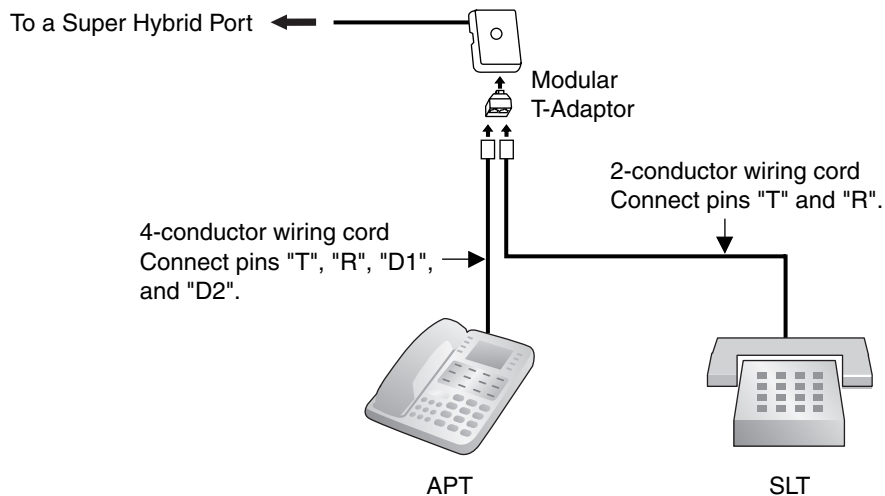 To a Super Hybrid Port
Modular
T-Adaptor
2-conductor wiring cord
Connect pins "T" and "R".
4-conductor wiring cord
Connect pins "T", "R", "D1",
and "D2".
APT
SLT